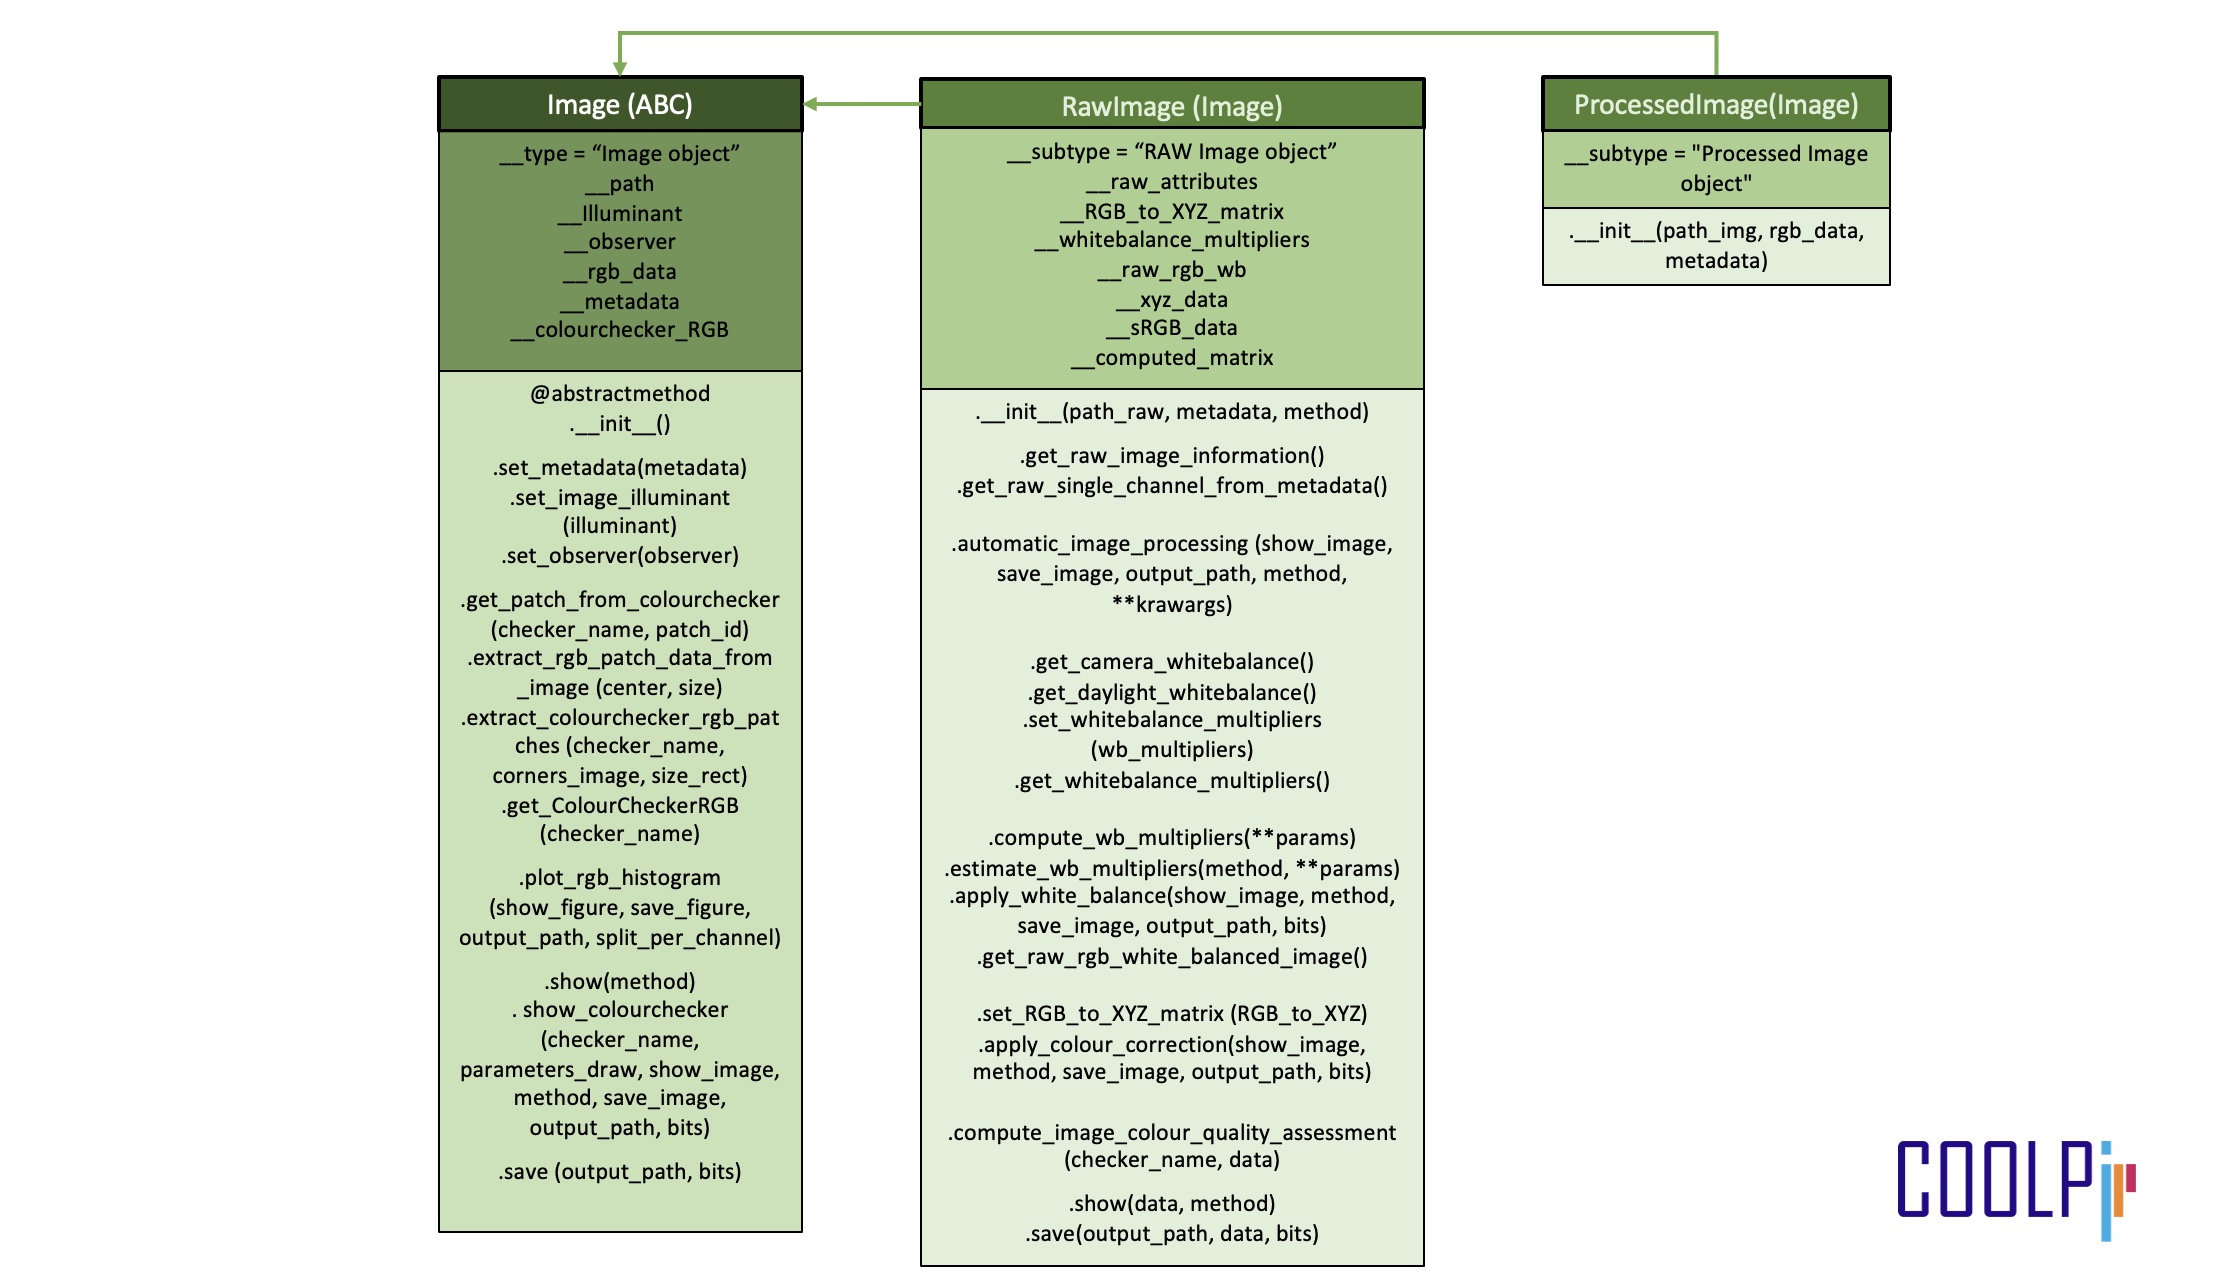 Image (ABC)
__type = “Image object”
__path
__Illuminant
__observer
__rgb_data
__metadata
__colourchecker_RGB
@abstractmethod
.__init__()
.set_metadata(metadata)
.set_image_illuminant
(illuminant)
.set_observer(observer)
.get_patch_from_colourchecker
(checker_name, patch_id)
.extract_rgb_patch_data_from
_image (center, size)
.extract_colourchecker_rgb_pat
ches (checker_name,
corners_image, size_rect)
.get_ColourCheckerRGB
(checker_name)
.plot_rgb_histogram
(show_figure, save_figure,
output_path, split_per_channel)
.show(method)
. show_colourchecker
(checker_name,
parameters_draw, show_image,
method, save_image,
output_path, bits)
.save (output_path, bits)
RawImage (Image)
__subtype = “RAW Image object”
__raw_attributes
__RGB_to_XYZ_matrix
__whitebalance_multipliers
__raw_rgb_wb
__xyz_data
__sRGB_data
__computed_matrix
.__init__(path_raw, metadata, method)
.get_raw_image_information()
.get_raw_single_channel_from_metadata()
.automatic_image_processing (show_image,
save_image, output_path, method,
**krawargs)
.get_camera_whitebalance()
.get_daylight_whitebalance()
.set_whitebalance_multipliers
(wb_multipliers)
.get_whitebalance_multipliers()
.compute_wb_multipliers(**params)
.estimate_wb_multipliers(method, **params)
.apply_white_balance(show_image, method,
save_image, output_path, bits)
.get_raw_rgb_white_balanced_image()
.set_RGB_to_XYZ_matrix (RGB_to_XYZ)
.apply_colour_correction(show_image,
method, save_image, output_path, bits)
.compute_image_colour_quality_assessment
(checker_name, data)
.show(data, method)
.save(output_path, data, bits)
ProcessedImage(Image)
__subtype = "Processed Image
object"
.__init__(path_img, rgb_data,
metadata)
COOLPi